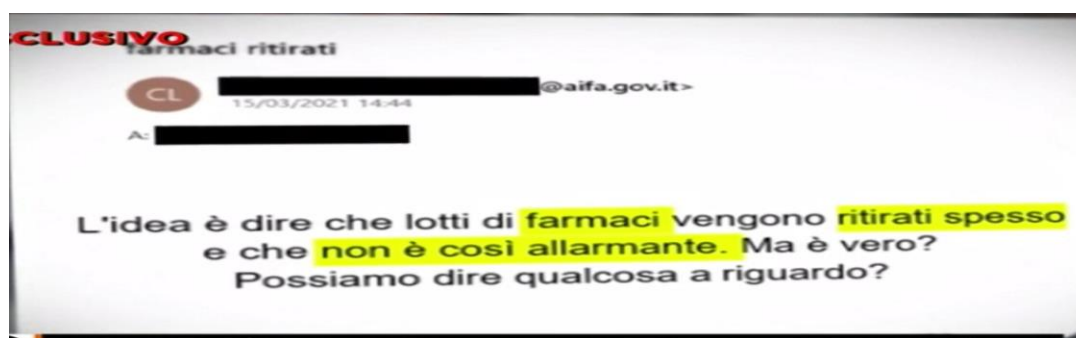 CLUSIVO
farmaci ritirati
CL
@aifa.gov.it>
15/03/2021 14:44
A:
L'idea è dire che lotti di farmaci vengono ritirati spesso
e che non è così allarmante. Ma è vero?
Possiamo dire qualcosa a riguardo?